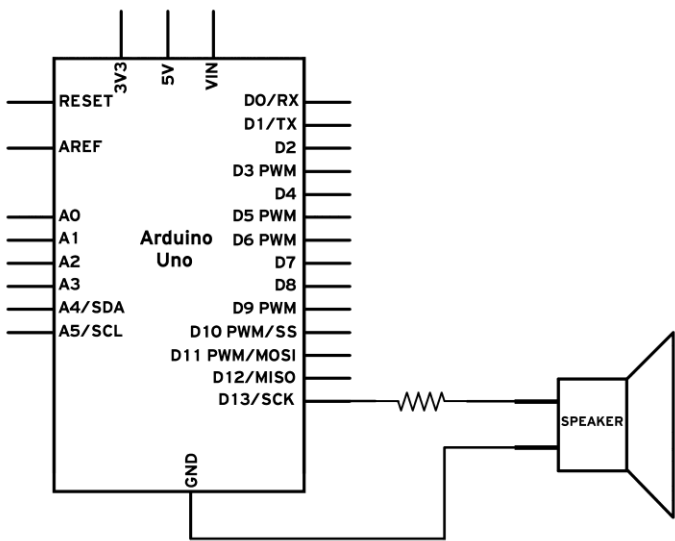 3V3
5V
VIN
RESET
AREF
A0
A1
A2
A3
A4/SDA
A5/SCL
Arduino
Uno
D0/RX
D1/TX
D2
D3 PWM
D4
D5 PWM
D6 PWM
D7
D8
D9 PWM
D10 PWM/SS
D11 PWM/MOSI
D12/MISO
D13/SCK
GND
SPEAKER